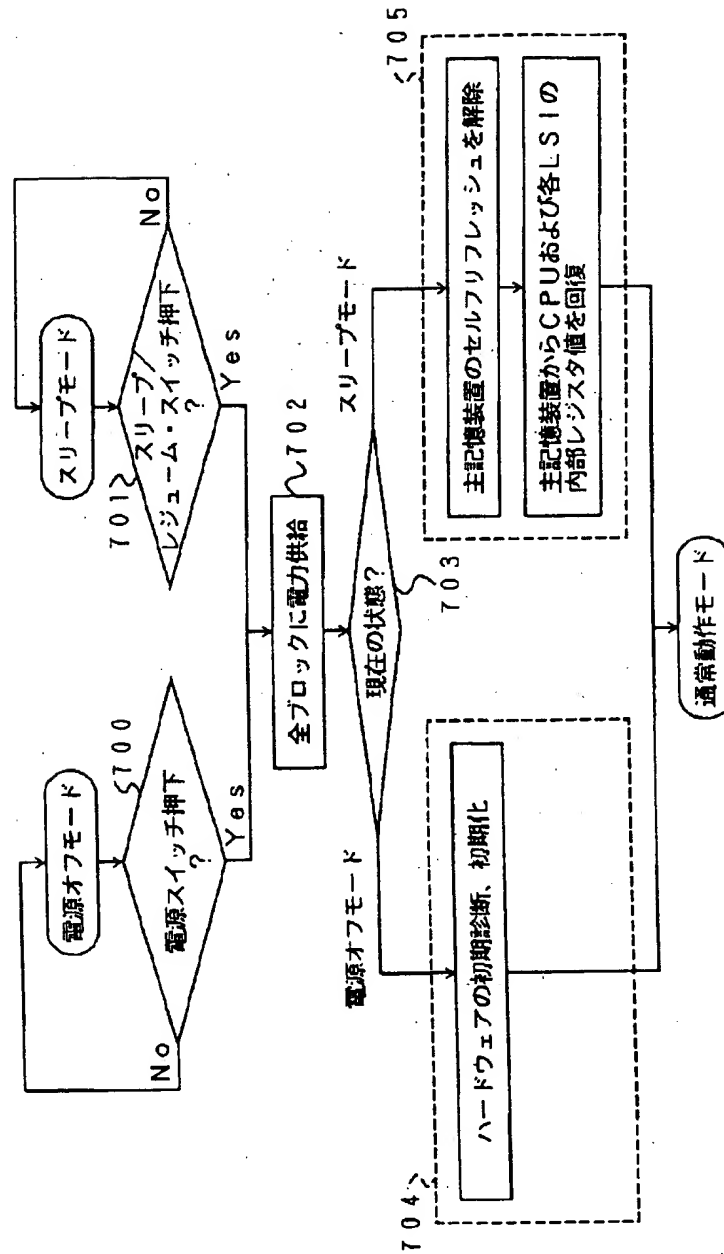 電源オフモード
700
電源スイッチ押下
?
No
Yes
スリープモード
701
スリープ/
レジューム・スイッチ押下
?
No
Yes
702
全ブロックに電力供給
現在の状態?
703
電源オフモード
スリープモード
704
ハードウェアの初期診断、初期化
705
主記憶装置のセルフリフレッシュを解除
主記憶装置からCPUおよび各LSIの
内部レジスタ値を回復
通常動作モード